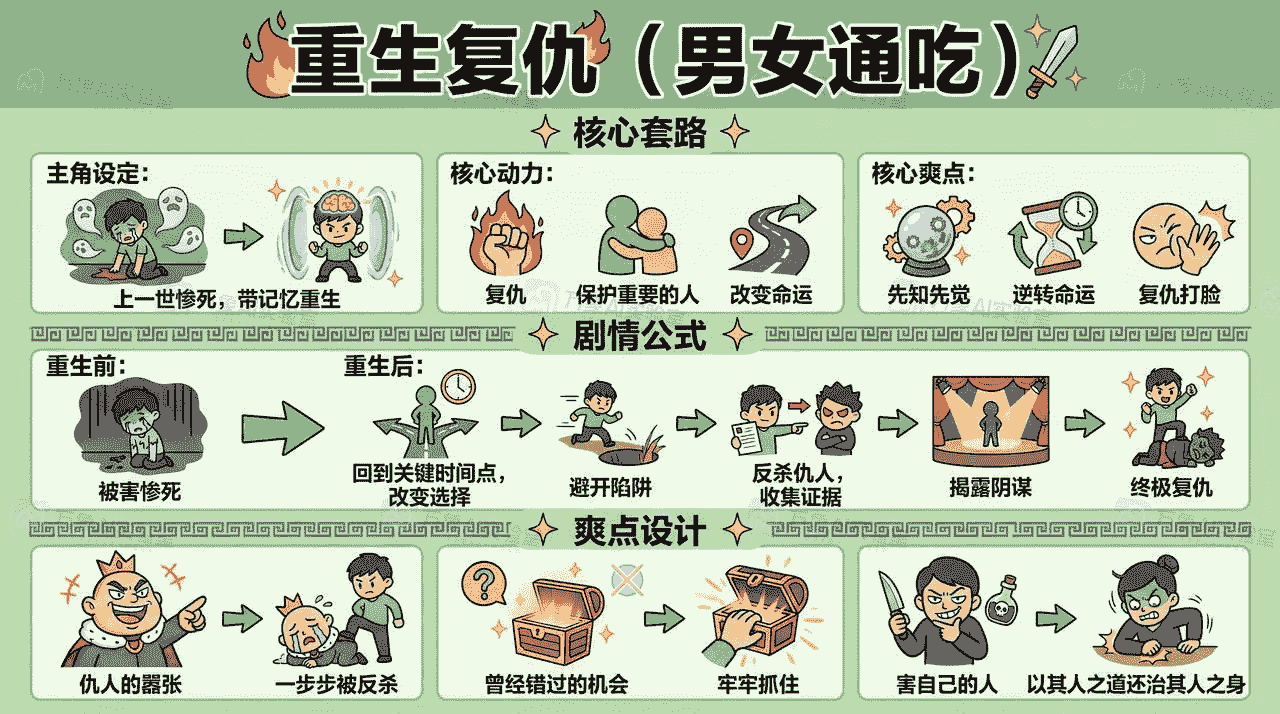 重生复仇（男女通吃）
核心套路
主角设定：
上一世惨死，带记忆重生
核心动力：
复仇
保护重要的人
改变命运
核心爽点：
先知先觉
逆转命运
复仇打脸
剧情公式
重生前：
被害惨死
重生后：
回到关键时间点，
改变选择
避开陷阱
反杀仇人，
收集证据
揭露阴谋
终极复仇
爽点设计
仇人的嚣张
一步步被反杀
?
曾经错过的机会
牢牢抓住
害自己的人
以其人之道还治其人之身